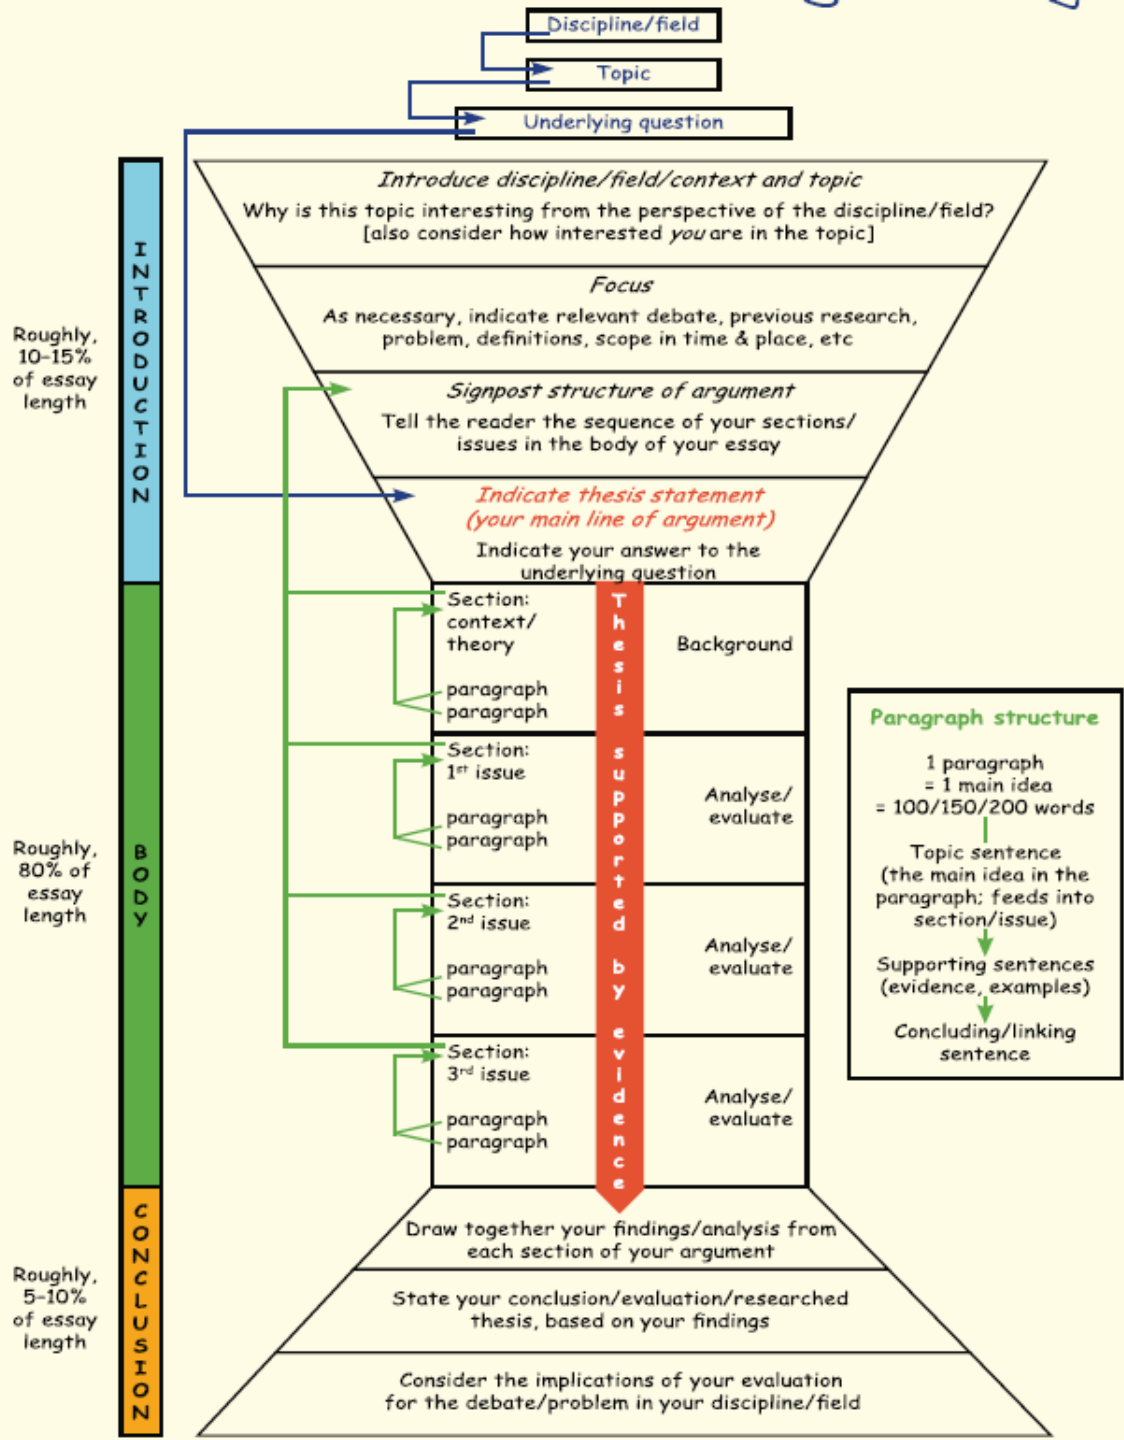 Discipline/field
Topic
Underlying question
INTRODUCTION
Roughly,
10-15%
of essay
length
Introduce discipline/field/context and topic
Why is this topic interesting from the perspective of the discipline/field?
[also consider how interested you are in the topic]
Focus
As necessary, indicate relevant debate, previous research,
problem, definitions, scope in time & place, etc
Signpost structure of argument
Tell the reader the sequence of your sections/
issues in the body of your essay
Indicate thesis statement
(your main line of argument)
Indicate your answer to the
underlying question
BODY
Roughly,
80% of
essay
length
Thesis supported by evidence
Section:
context/
theory
paragraph
paragraph
Background
Section:
1st issue
paragraph
paragraph
Analyse/
evaluate
Section:
2nd issue
paragraph
paragraph
Analyse/
evaluate
Section:
3rd issue
paragraph
paragraph
Analyse/
evaluate
Paragraph structure
1 paragraph
= 1 main idea
= 100/150/200 words
Topic sentence
(the main idea in the
paragraph; feeds into
section/issue)
Supporting sentences
(evidence, examples)
Concluding/linking
sentence
CONCLUSION
Roughly,
5-10%
of essay
length
Draw together your findings/analysis from
each section of your argument
State your conclusion/evaluation/researched
thesis, based on your findings
Consider the implications of your evaluation
for the debate/problem in your discipline/field